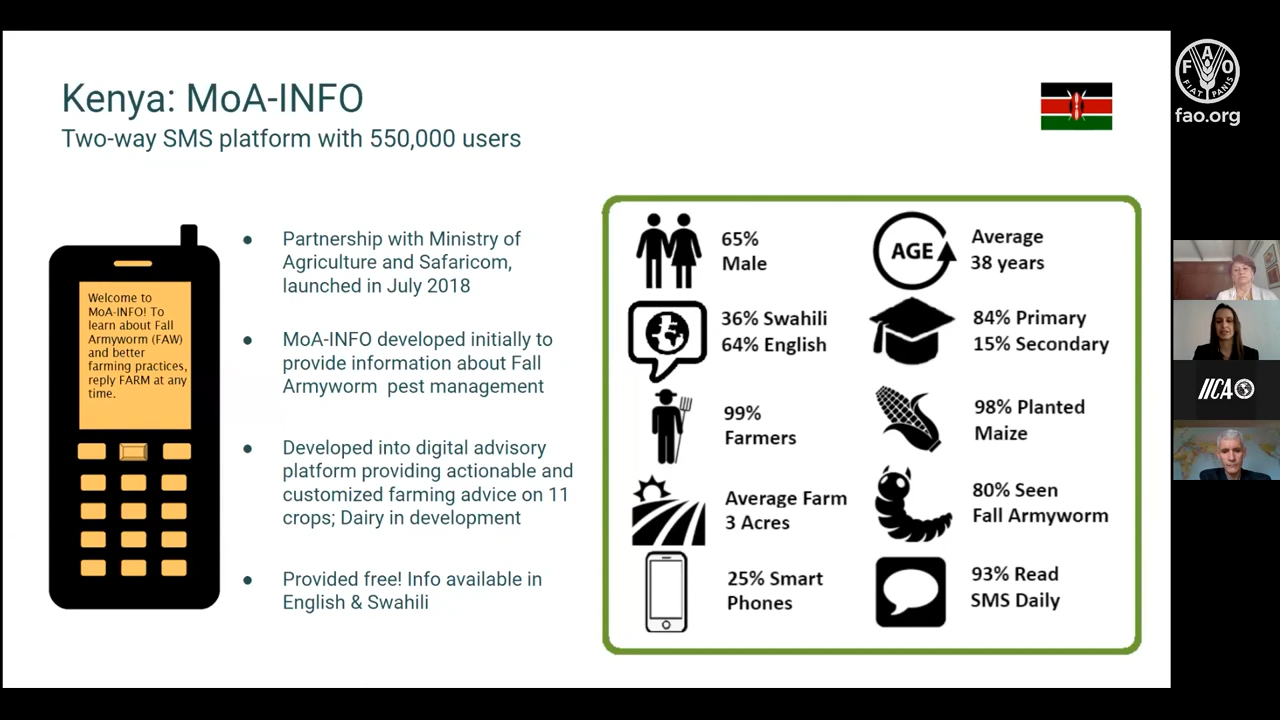 Kenya: MoA-INFO
Two-way SMS platform with 550,000 users
Welcome to
MoA-INFO! To
learn about Fall
Armyworm (FAW)
and better
farming practices,
reply FARM at any
time.
● Partnership with Ministry of
Agriculture and Safaricom,
launched in July 2018
● MoA-INFO developed initially to
provide information about Fall
Armyworm pest management
● Developed into digital advisory
platform providing actionable and
customized farming advice on 11
crops; Dairy in development
● Provided free! Info available in
English & Swahili
65%
Male
AGE
Average
38 years
36% Swahili
64% English
84% Primary
15% Secondary
99%
Farmers
98% Planted
Maize
Average Farm
3 Acres
80% Seen
Fall Armyworm
25% Smart
Phones
93% Read
SMS Daily
F A O
FIAT PANIS
fao.org
IICA